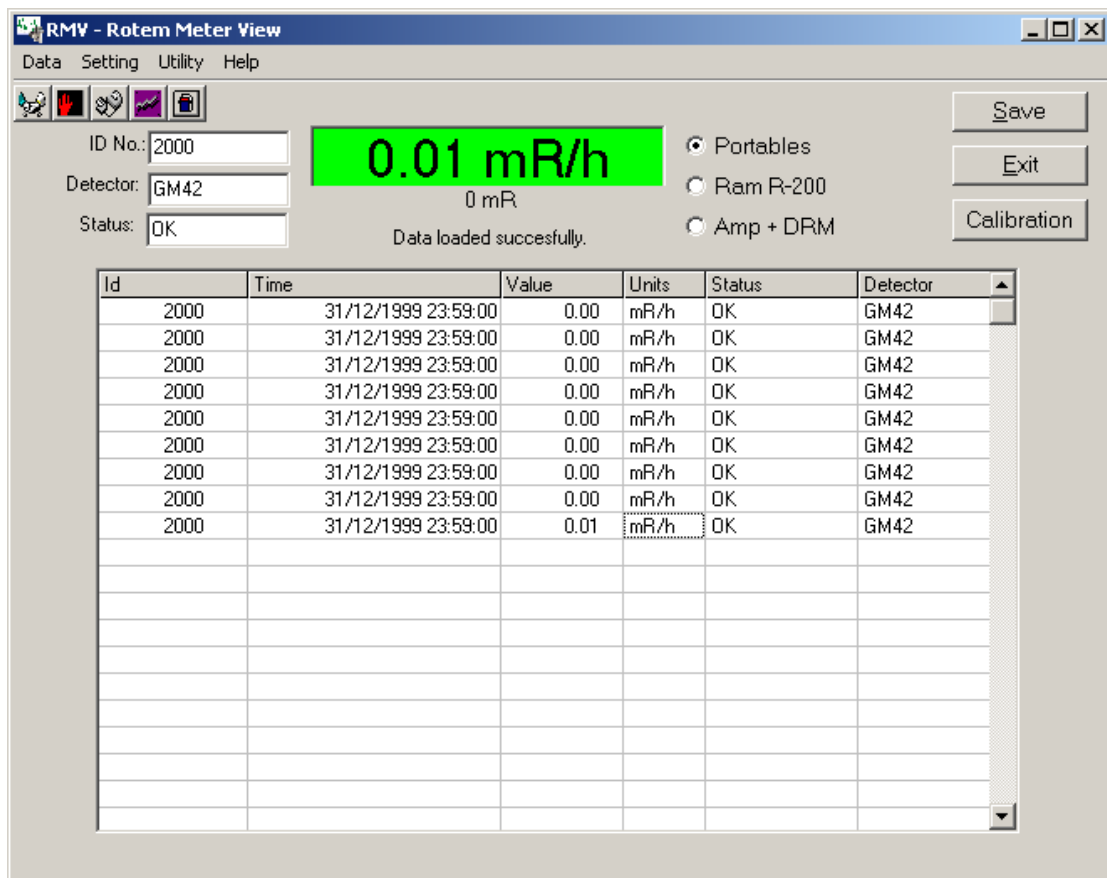 RMV - Rotem Meter View
Data Setting Utility Help
Save
ID No.: 2000
0.01 mR/h
Portables
Exit
Detector: GM42
0 mR
Ram R-200
Status: OK
Data loaded succesfully.
Amp + DRM
Calibration
Id Time Value Units Status Detector
2000 31/12/1999 23:59:00 0.00 mR/h OK GM42
2000 31/12/1999 23:59:00 0.00 mR/h OK GM42
2000 31/12/1999 23:59:00 0.00 mR/h OK GM42
2000 31/12/1999 23:59:00 0.00 mR/h OK GM42
2000 31/12/1999 23:59:00 0.00 mR/h OK GM42
2000 31/12/1999 23:59:00 0.00 mR/h OK GM42
2000 31/12/1999 23:59:00 0.00 mR/h OK GM42
2000 31/12/1999 23:59:00 0.00 mR/h OK GM42
2000 31/12/1999 23:59:00 0.01 mR/h OK GM42